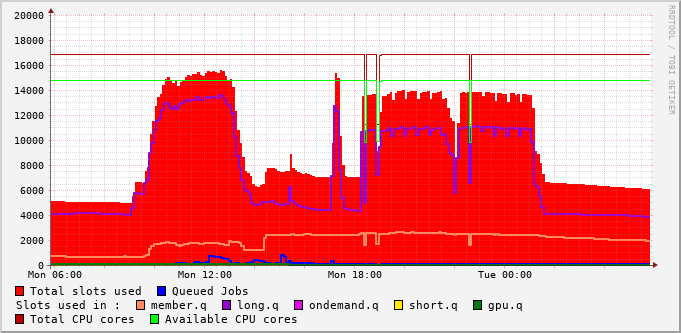 20000
18000
16000
14000
12000
10000
8000
6000
4000
2000
0
Mon 06:00 Mon 12:00 Mon 18:00 Tue 00:00
RRDTOOL / TOBI OETIKER
Total slots used Queued Jobs
Slots used in : member.q long.q ondemand.q short.q gpu.q
Total CPU cores Available CPU cores